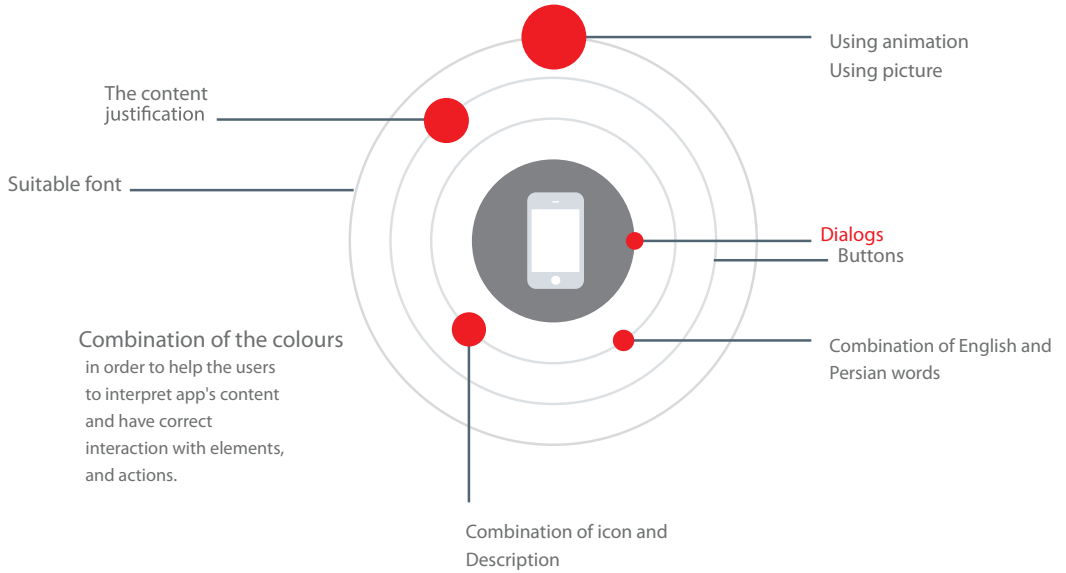 Using animation
Using picture
The content
justification
Suitable font
Dialogs
Buttons
Combination of the colours
in order to help the users
to interpret app's content
and have correct
interaction with elements,
and actions.
Combination of English and
Persian words
Combination of icon and
Description